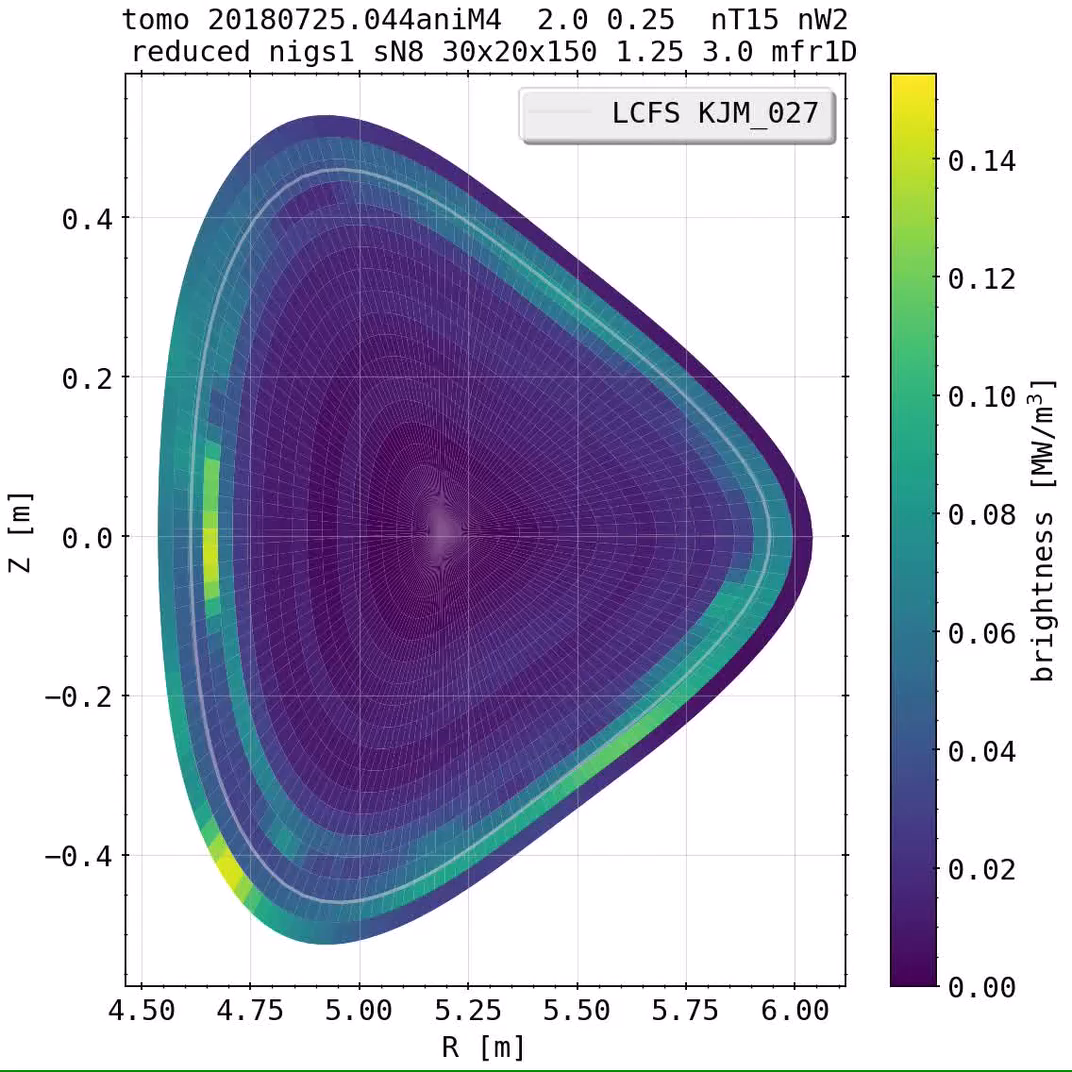 tomo 20180725.044aniM4 2.0 0.25 nT15 nW2
reduced nigs1 sN8 30x20x150 1.25 3.0 mfr1D
LCFS KJM_027
0.4
0.2
0.0
−0.2
−0.4
Z [m]
4.50 4.75 5.00 5.25 5.50 5.75 6.00
R [m]
0.14
0.12
0.10
0.08
0.06
0.04
0.02
0.00
brightness [MW/m³]